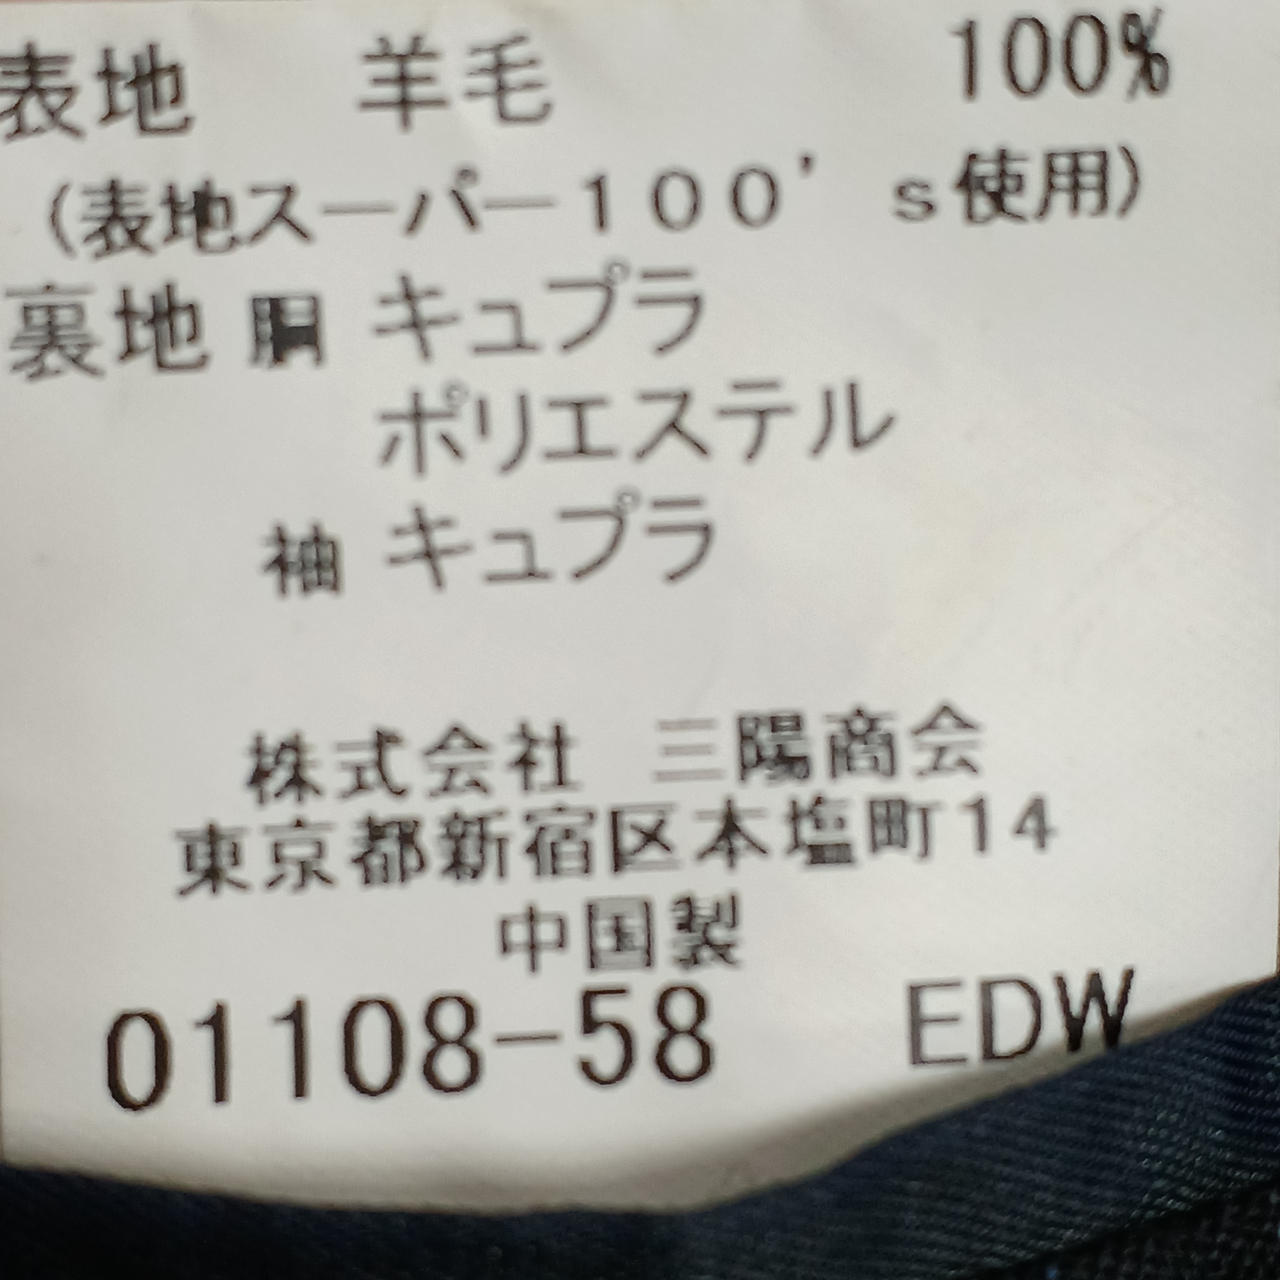 表地 羊毛 100%
(表地スーパー100's使用)
裏地 胴 キュプラ
ポリエステル
袖 キュプラ
株式会社 三陽商会
東京都新宿区本塩町14
中国製
01108-58 EDW